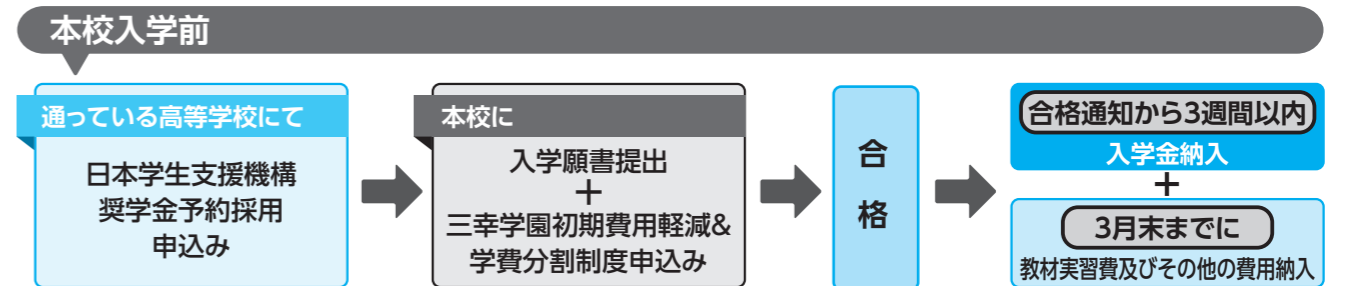 本校入学前
通っている高等学校にて
日本学生支援機構
奨学金予約採用
申込み
本校に
入学願書提出
＋
三幸学園初期費用軽減&
学費分割制度申込み
合
格
合格通知から3週間以内
入学金納入
＋
3月末までに
教材実習費及びその他の費用納入